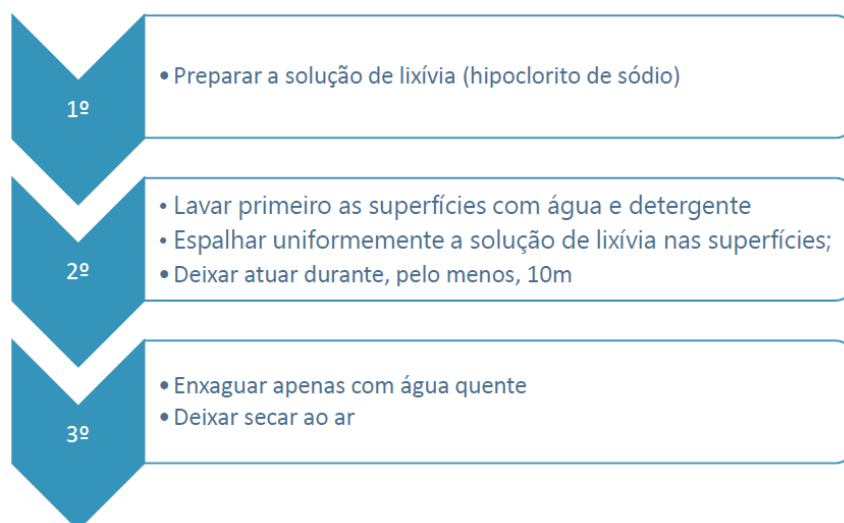 1º
• Preparar a solução de lixívia (hipoclorito de sódio)
2º
• Lavar primeiro as superfícies com água e detergente
• Espalhar uniformemente a solução de lixívia nas superfícies;
• Deixar atuar durante, pelo menos, 10m
3º
• Enxaguar apenas com água quente
• Deixar secar ao ar